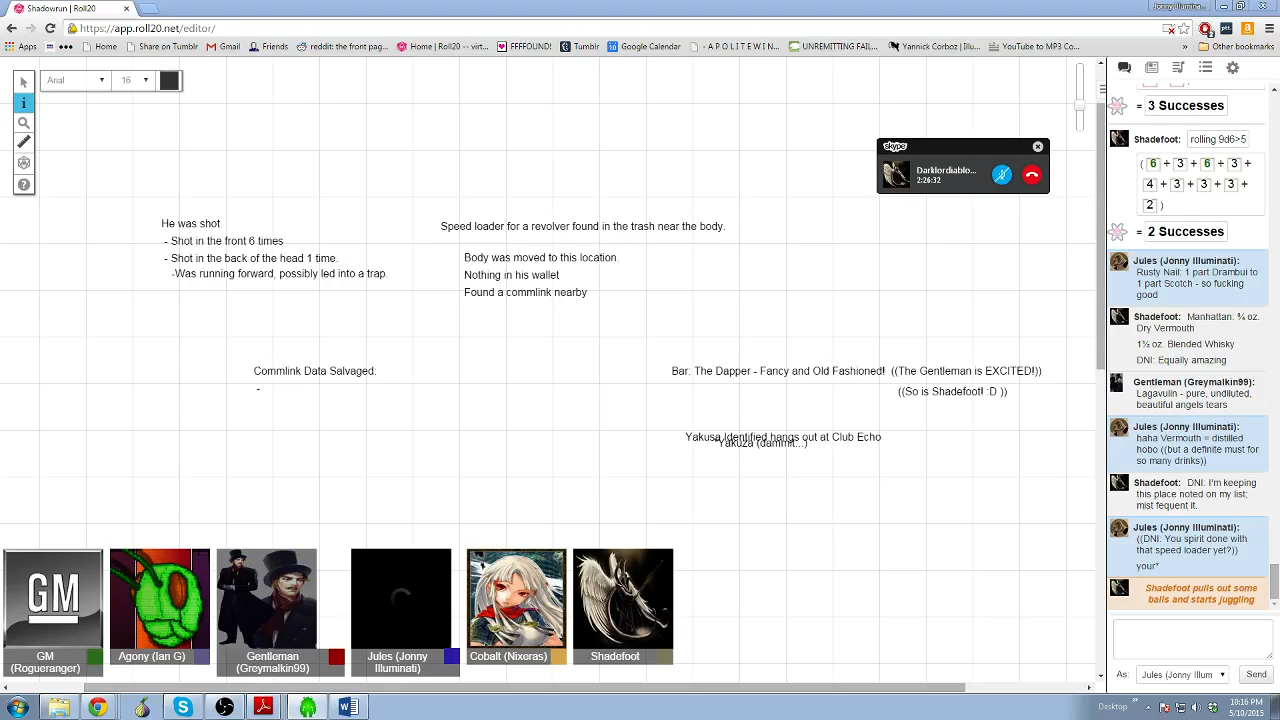 Shadowrun | Roll20
Jonny Illumine...
https://app.roll20.net/editor/
Apps
Home
Share on Tumblr
Gmail
Friends
reddit: the front pag...
Home | Roll20 -- virt...
FFFFOUND!
Tumblr
Google Calendar
- A P O L I T E W I N...
UNREMITTING FAIL...
Yannick Corboz | Illu...
YouTube to MP3 Co...
»
Other bookmarks
Arial
16
skype
Darklordiablo...
2:26:32
He was shot.
- Shot in the front 6 times
- Shot in the back of the head 1 time.
-Was running forward, possibly led into a trap.
Speed loader for a revolver found in the trash near the body.
Body was moved to this location.
Nothing in his wallet
Found a commlink nearby
Commlink Data Salvaged:
-
Bar: The Dapper - Fancy and Old Fashioned! ((The Gentleman is EXCITED!))
((So is Shadefoot! :D ))
Yakusa Identified hangs out at Club Echo
*Yakuza (dammit...)
GM
GM (Rogueranger)
Agony (Ian G)
Gentleman (Greymalkin99)
Jules (Jonny Illuminati)
Cobalt (Nixeras)
Shadefoot
= 3 Successes
Shadefoot: rolling 9d6>5
( 6 + 3 + 6 + 3 +
4 + 3 + 3 + 3 +
2 )
= 2 Successes
Jules (Jonny Illuminati):
Rusty Nail: 1 part Drambui to
1 part Scotch - so fucking
good
Shadefoot: Manhattan: ¾ oz.
Dry Vermouth
1½ oz. Blended Whisky
DNI: Equally amazing
Gentleman (Greymalkin99):
Lagavulin - pure, undiluted,
beautiful angels tears
Jules (Jonny Illuminati):
haha Vermouth = distilled
hobo ((but a definite must for
so many drinks))
Shadefoot: DNI: I'm keeping
this place noted on my list;
mist fequent it.
Jules (Jonny Illuminati):
((DNI: You spirit done with
that speed loader yet?))
your*
Shadefoot pulls out some
balls and starts juggling
As:
Jules (Jonny Illum
Send
Desktop
»
10:16 PM
5/10/2015